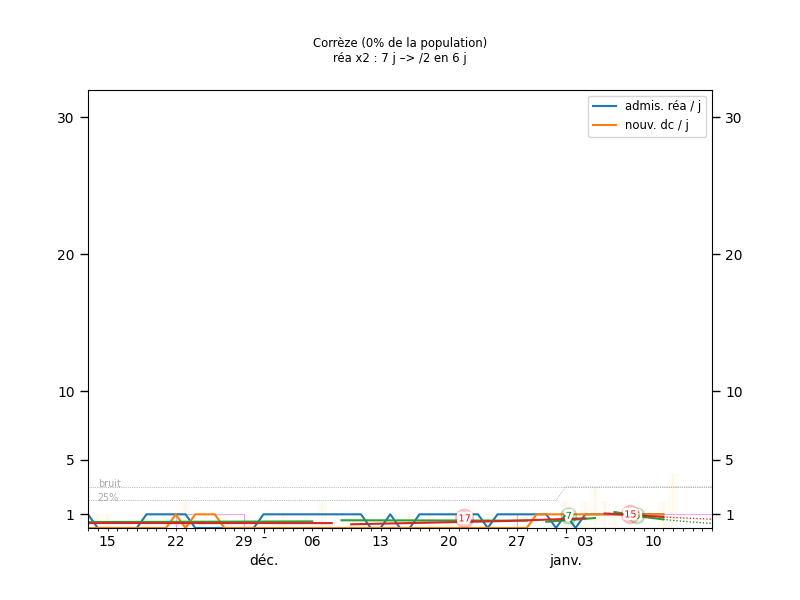 Corrèze (0% de la population)
réa x2 : 7 j –> /2 en 6 j
admis. réa / j
nouv. dc / j
30 30
20 20
10 10
5 5
bruit
25%
1 1
17 7 15
15 22 29 - 06 13 20 27 - 03 10
déc. janv.